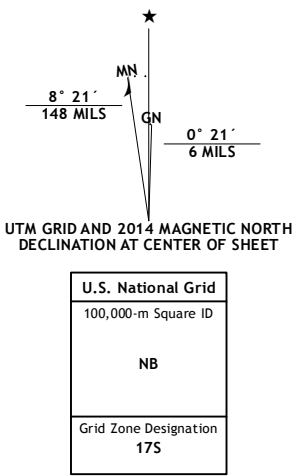 ★
MN
GN
8° 21´
148 MILS
0° 21´
6 MILS
UTM GRID AND 2014 MAGNETIC NORTH
DECLINATION AT CENTER OF SHEET
U.S. National Grid
100,000-m Square ID
NB
Grid Zone Designation
17S